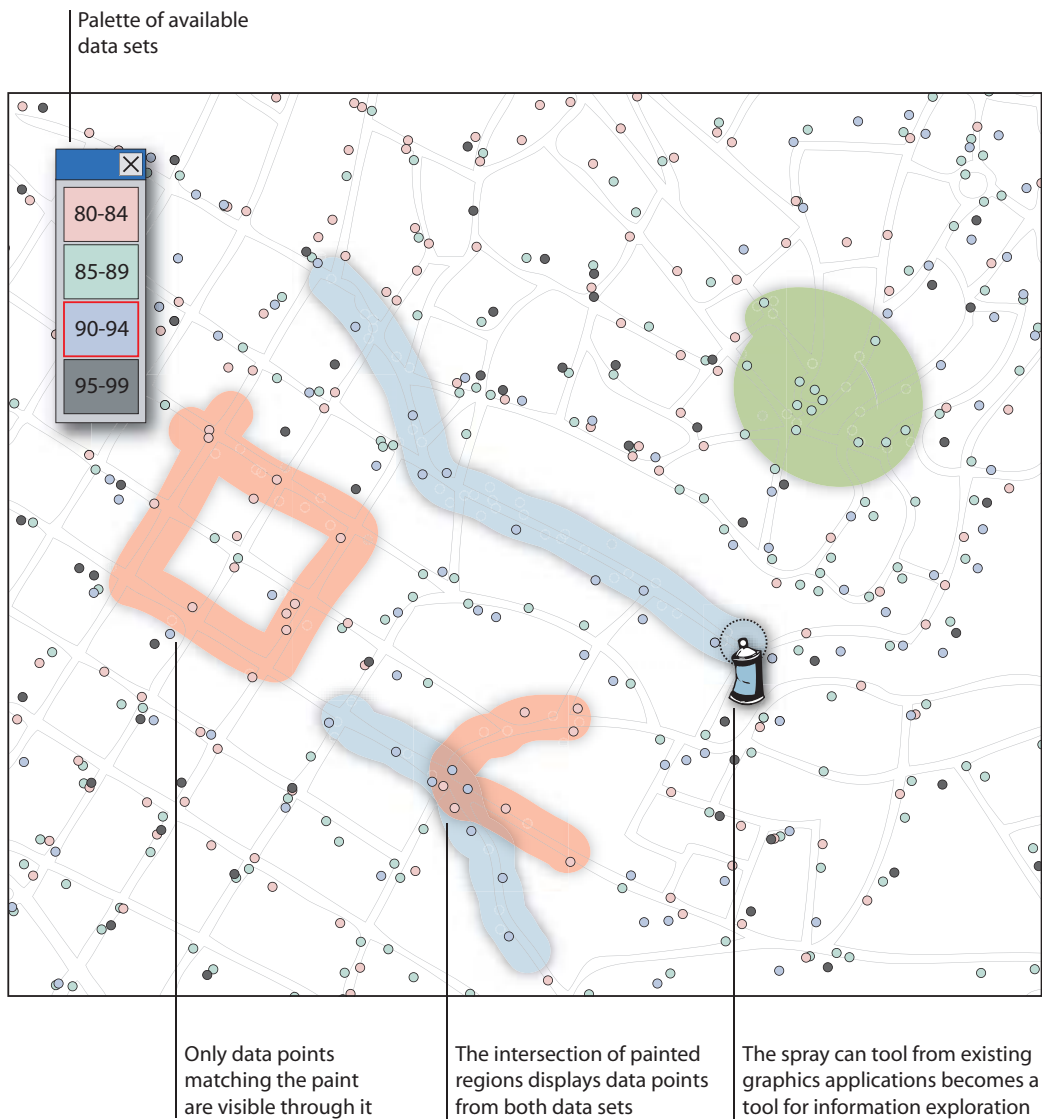 Palette of available
data sets
80-84
85-89
90-94
95-99
Only data points
matching the paint
are visible through it
The intersection of painted
regions displays data points
from both data sets
The spray can tool from existing
graphics applications becomes a
tool for information exploration